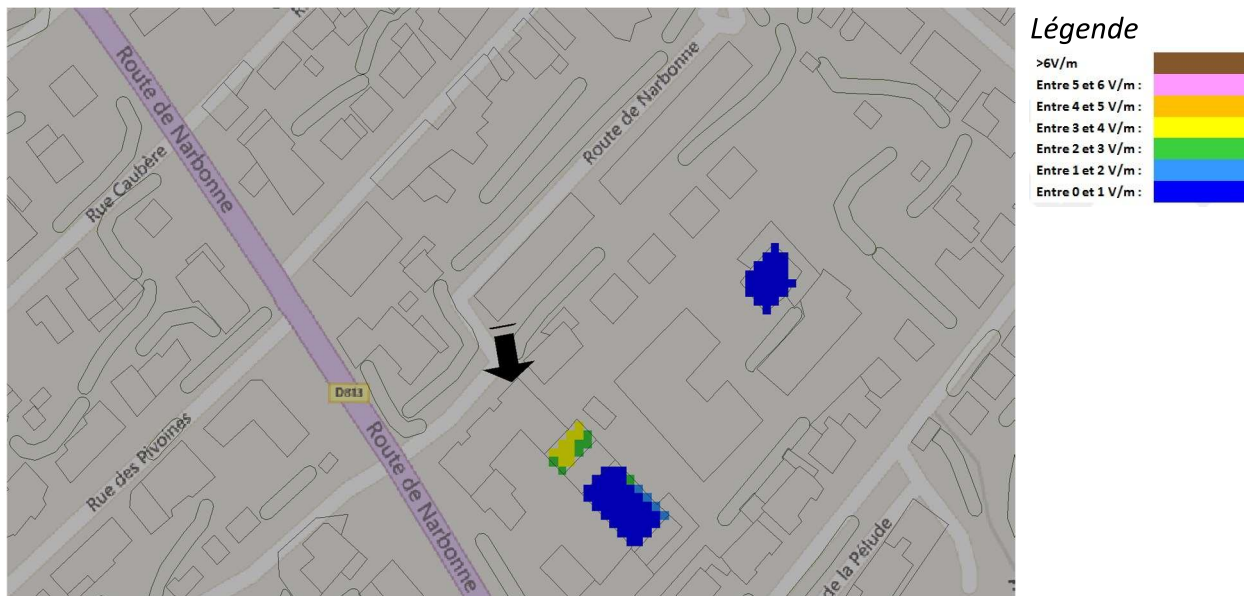 Légende
>6V/m
Entre 5 et 6 V/m :
Entre 4 et 5 V/m :
Entre 3 et 4 V/m :
Entre 2 et 3 V/m :
Entre 1 et 2 V/m :
Entre 0 et 1 V/m :
Route de Narbonne
Route de Narbonne
Rue Caubère
D813
Rue des Pivoines
Route de Narbonne
de la Pélude